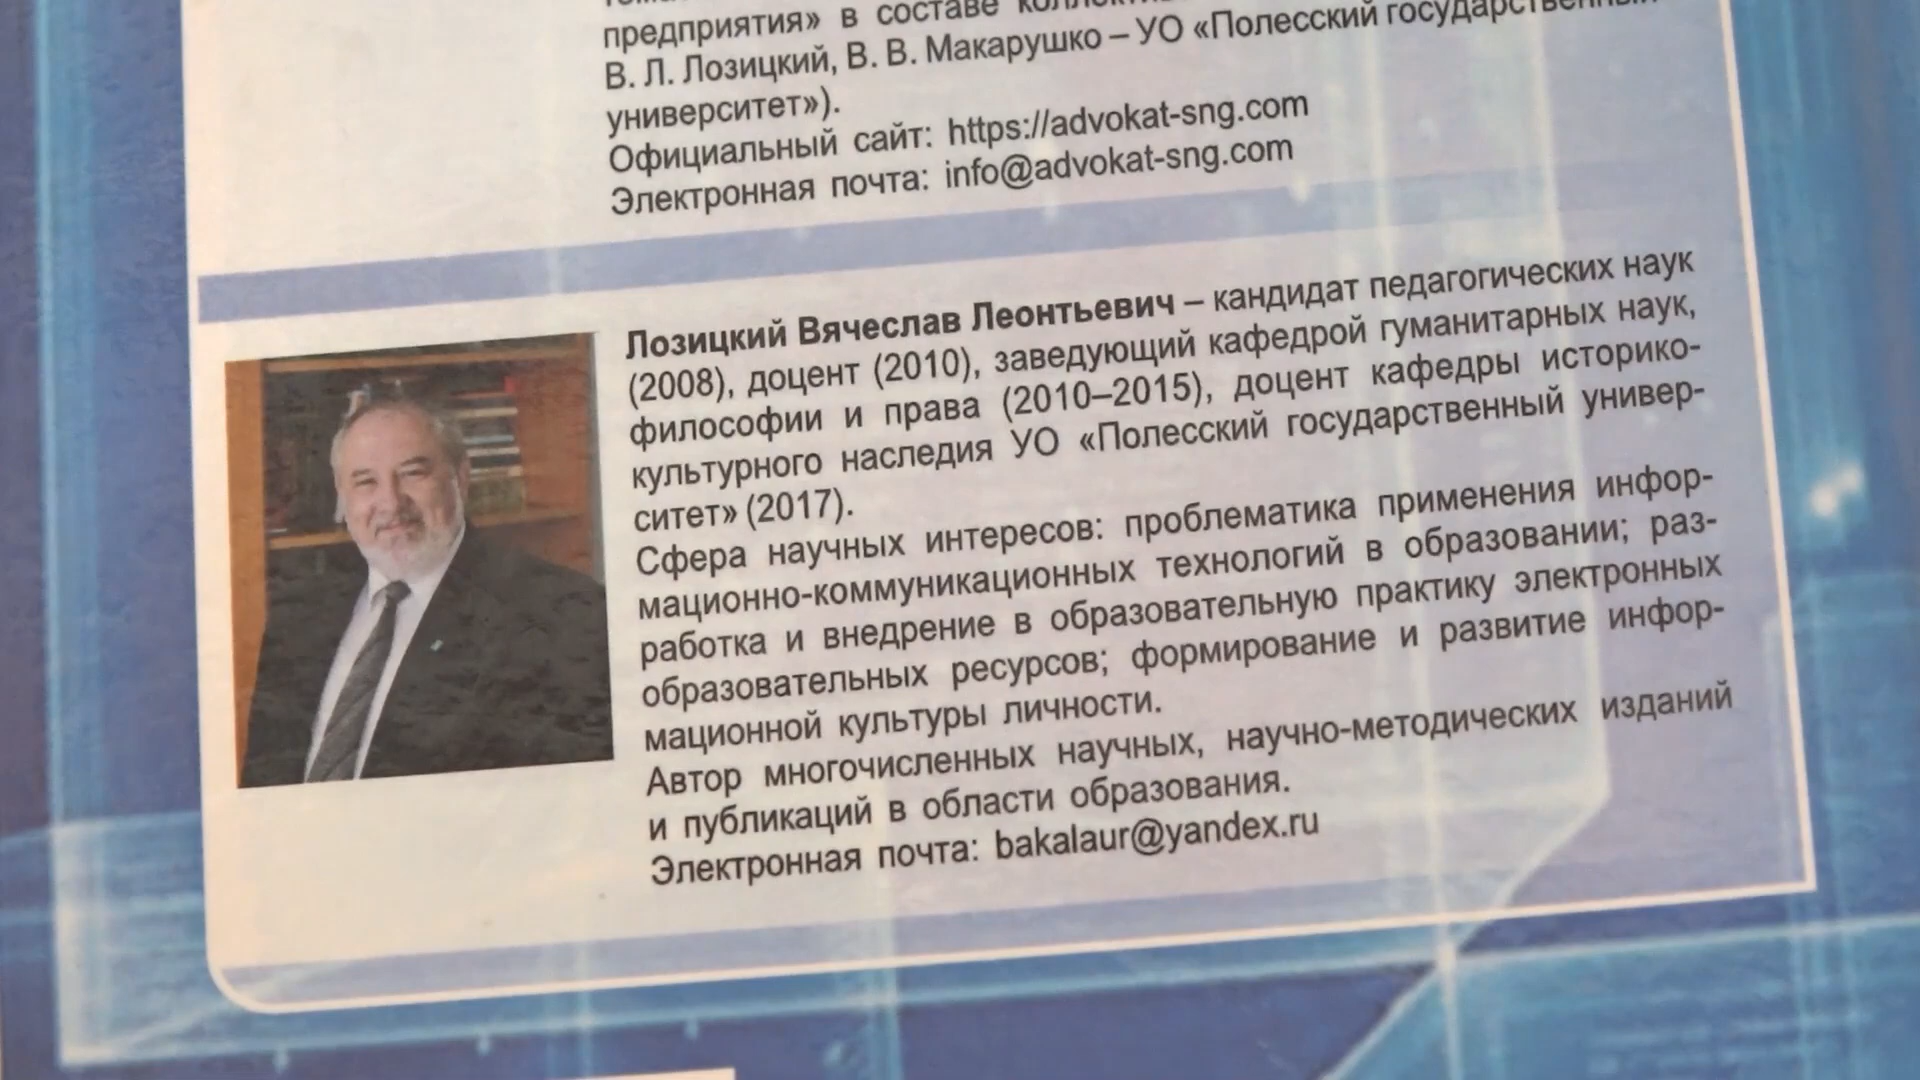 предприятия» в составе
В. Л. Лозицкий, В. В. Макарушко – УО «Полесский государственный
университет»).
Официальный сайт: https://advokat-sng.com
Электронная почта: info@advokat-sng.com
Лозицкий Вячеслав Леонтьевич – кандидат педагогических наук
(2008), доцент (2010), заведующий кафедрой гуманитарных наук,
философии и права (2010–2015), доцент кафедры историко-
культурного наследия УО «Полесский государственный универ-
ситет» (2017).
Сфера научных интересов: проблематика применения инфор-
мационно-коммуникационных технологий в образовании; раз-
работка и внедрение в образовательную практику электронных
образовательных ресурсов; формирование и развитие инфор-
мационной культуры личности.
Автор многочисленных научных, научно-методических изданий
и публикаций в области образования.
Электронная почта: bakalaur@yandex.ru